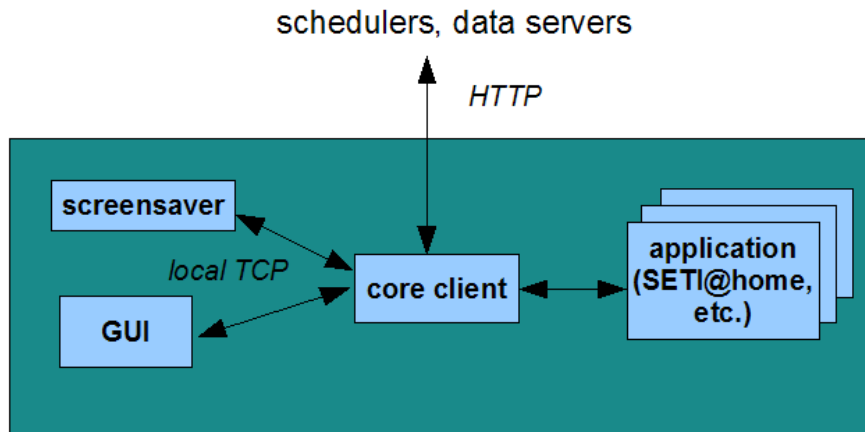 schedulers, data servers
HTTP
screensaver
local TCP
GUI
core client
application
(SETI@home,
etc.)